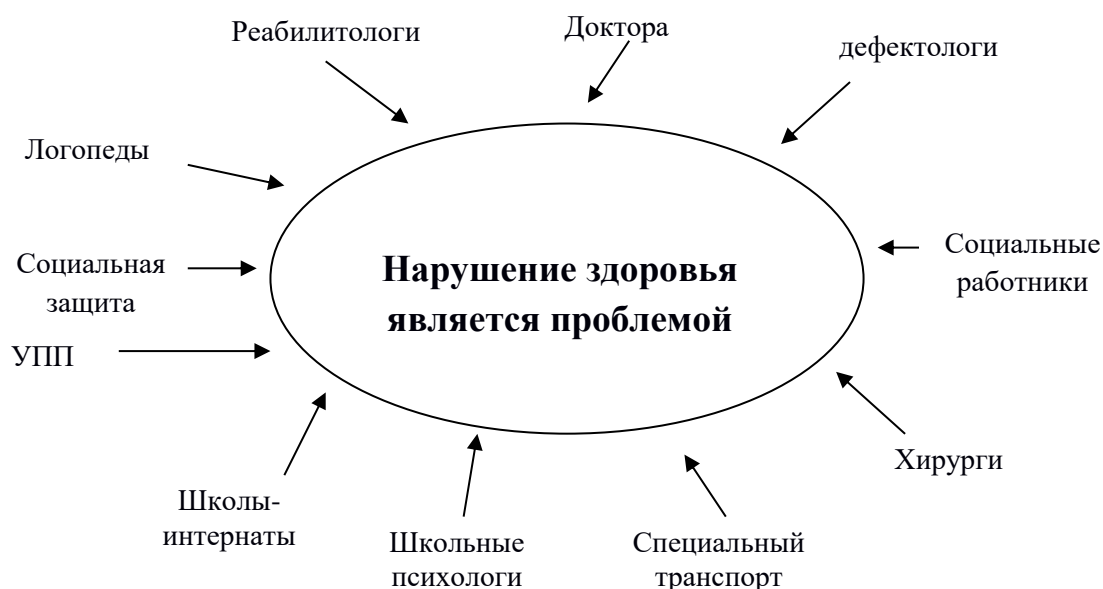 Реабилитологи
Доктора
дефектологи
Логопеды
Социальная
защита
Нарушение здоровья
является проблемой
Социальные
работники
УПП
Хирурги
Школы-
интернаты
Школьные
психологи
Специальный
транспорт